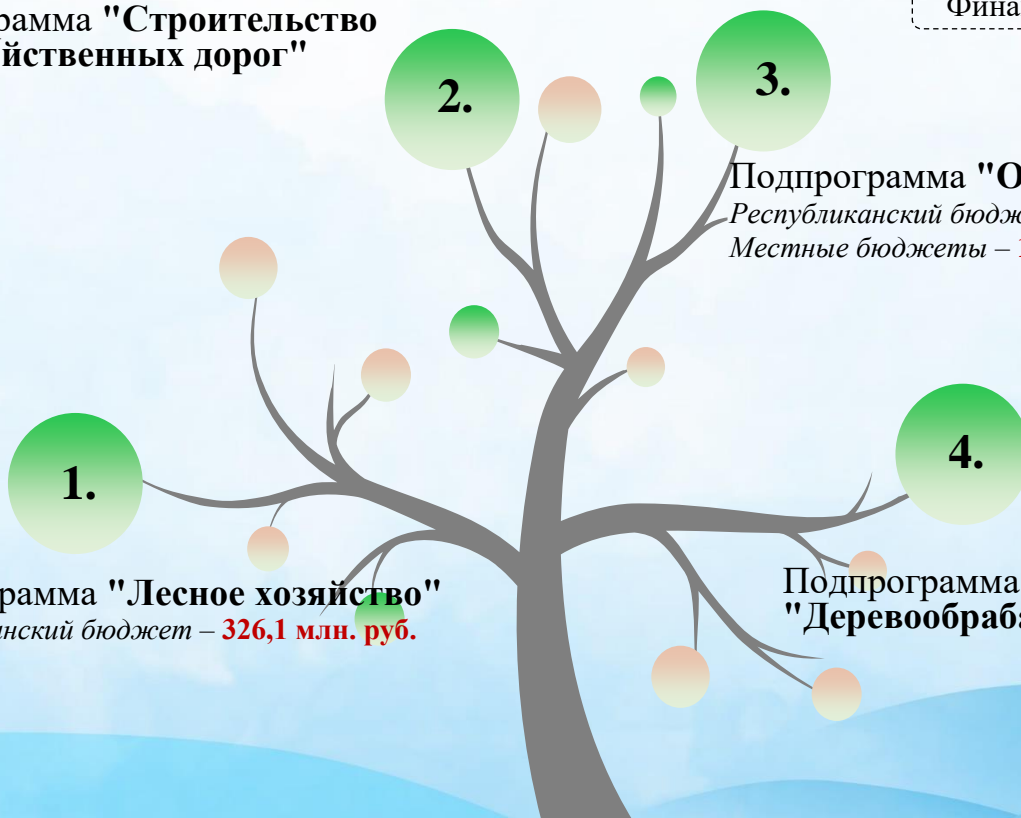 рамма "Строительство
йственных дорог"
Фина
2.
3.
Подпрограмма "О
Республиканский бюдж
Местные бюджеты –
1.
4.
рамма "Лесное хозяйство"
нский бюджет – 326,1 млн. руб.
Подпрограмма
"Деревообраба